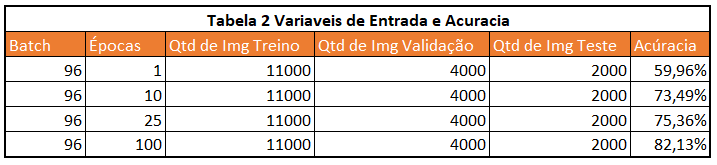 Tabela 2 Variaveis de Entrada e Acuracia
Batch Épocas Qtd de Img Treino Qtd de Img Validação Qtd de Img Teste Acúracia
96 1 11000 4000 2000 59,96%
96 10 11000 4000 2000 73,49%
96 25 11000 4000 2000 75,36%
96 100 11000 4000 2000 82,13%